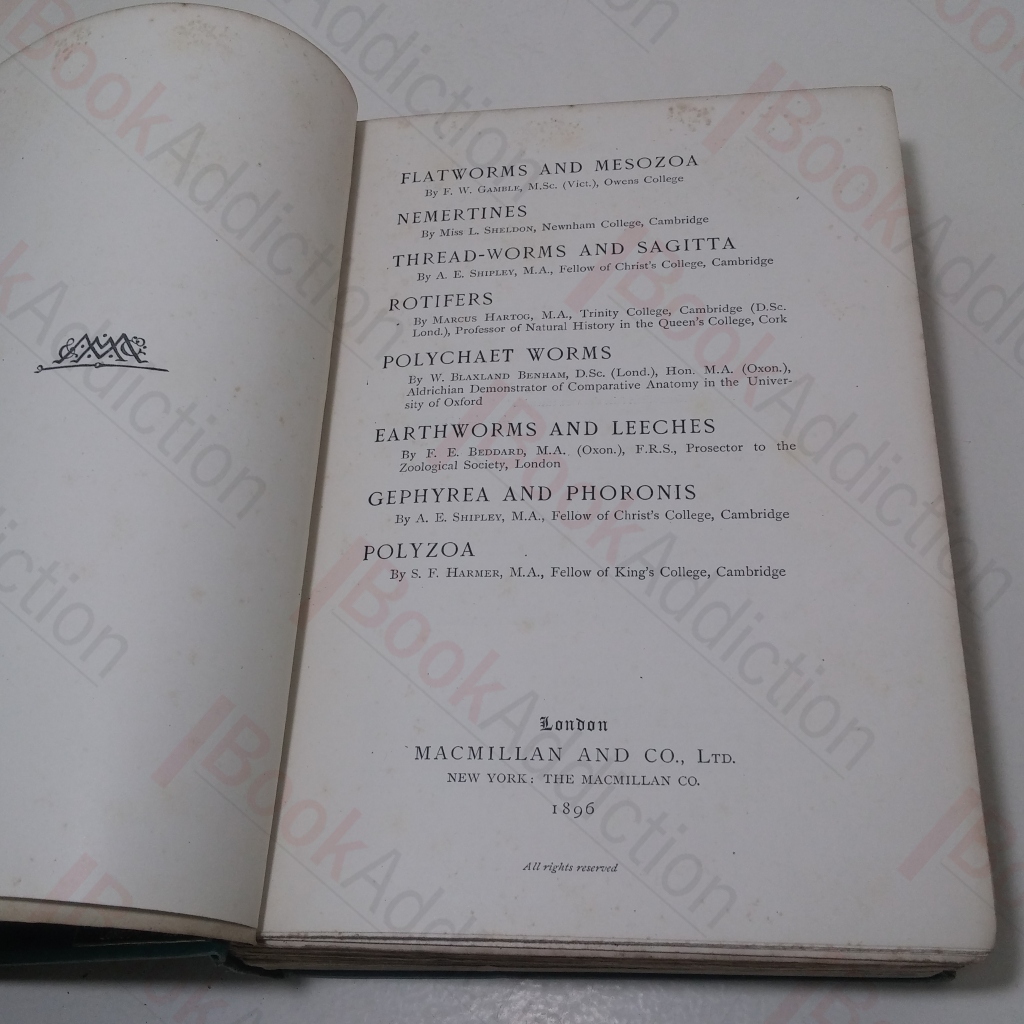 FLATWORMS AND MESOZOA
By F. W. GAMBLE, M.Sc. (Vict.), Owens College
NEMERTINES
By Miss L. SHELDON, Newnham College, Cambridge
THREAD-WORMS AND SAGITTA
By A. E. SHIPLEY, M.A., Fellow of Christ's College, Cambridge
ROTIFERS
By MARCUS HARTOG, M.A., Trinity College, Cambridge (D.Sc.
Lond.), Professor of Natural History in the Queen's College, Cork
POLYCHAET WORMS
By W. BLAXLAND BENHAM, D.Sc. (Lond.), Hon. M.A. (Oxon.),
Aldrichian Demonstrator of Comparative Anatomy in the Univer-
sity of Oxford
EARTHWORMS AND LEECHES
By F. E. BEDDARD, M.A. (Oxon.), F.R.S., Prosector to the
Zoological Society, London
GEPHYREA AND PHORONIS
By A. E. SHIPLEY, M.A., Fellow of Christ's College, Cambridge
POLYZOA
By S. F. HARMER, M.A., Fellow of King's College, Cambridge
London
MACMILLAN AND CO., LTD.
NEW YORK: THE MACMILLAN CO.
1896
All rights reserved
BookAddiction